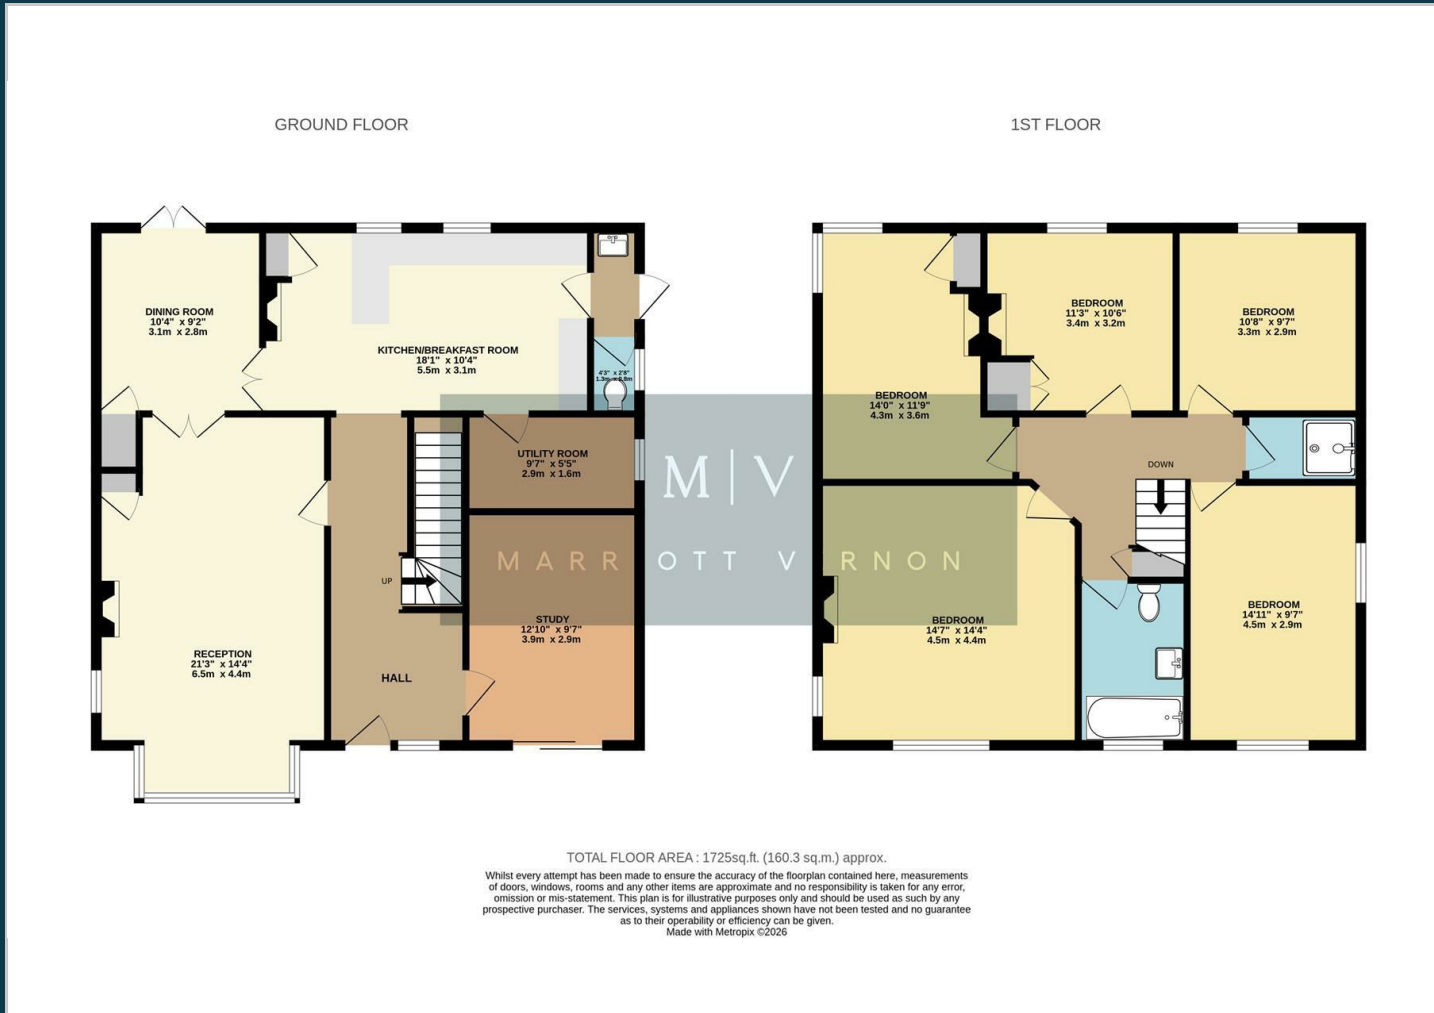 GROUND FLOOR
1ST FLOOR
DINING ROOM
10'4" x 9'2"
3.1m x 2.8m
KITCHEN/BREAKFAST ROOM
18'1" x 10'4"
5.5m x 3.1m
4'3" x 2'8"
1.3m x 0.8m
UTILITY ROOM
9'7" x 5'5"
2.9m x 1.6m
UP
STUDY
12'10" x 9'7"
3.9m x 2.9m
RECEPTION
21'3" x 14'4"
6.5m x 4.4m
HALL
BEDROOM
14'0" x 11'9"
4.3m x 3.6m
BEDROOM
11'3" x 10'6"
3.4m x 3.2m
BEDROOM
10'8" x 9'7"
3.3m x 2.9m
DOWN
BEDROOM
14'7" x 14'4"
4.5m x 4.4m
BEDROOM
14'11" x 9'7"
4.5m x 2.9m
M|V
MARRIOTT VERNON
TOTAL FLOOR AREA : 1725sq.ft. (160.3 sq.m.) approx.
Whilst every attempt has been made to ensure the accuracy of the floorplan contained here, measurements
of doors, windows, rooms and any other items are approximate and no responsibility is taken for any error,
omission or mis-statement. This plan is for illustrative purposes only and should be used as such by any
prospective purchaser. The services, systems and appliances shown have not been tested and no guarantee
as to their operability or efficiency can be given.
Made with Metropix ©2026